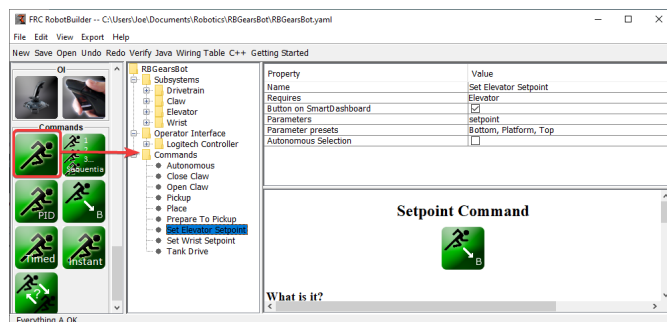 FRC RobotBuilder -- C:\Users\Joe\Documents\Robotics\RBGearsBot\RBGearsBot.yaml
File Edit View Export Help
New Save Open Undo Redo Verify Java Wiring Table C++ Getting Started
OI
Commands
1
2
3...
Sequentia
PID
B
Timed
Instant
?
RBGearsBot
Subsystems
Drivetrain
Claw
Elevator
Wrist
Operator Interface
Logitech Controller
Commands
Autonomous
Close Claw
Open Claw
Pickup
Place
Prepare To Pickup
Set Elevator Setpoint
Set Wrist Setpoint
Tank Drive
Property Value
Name Set Elevator Setpoint
Requires Elevator
Button on SmartDashboard
Parameters setpoint
Parameter presets Bottom, Platform, Top
Autonomous Selection
Setpoint Command
B
What is it?
Everything A OK